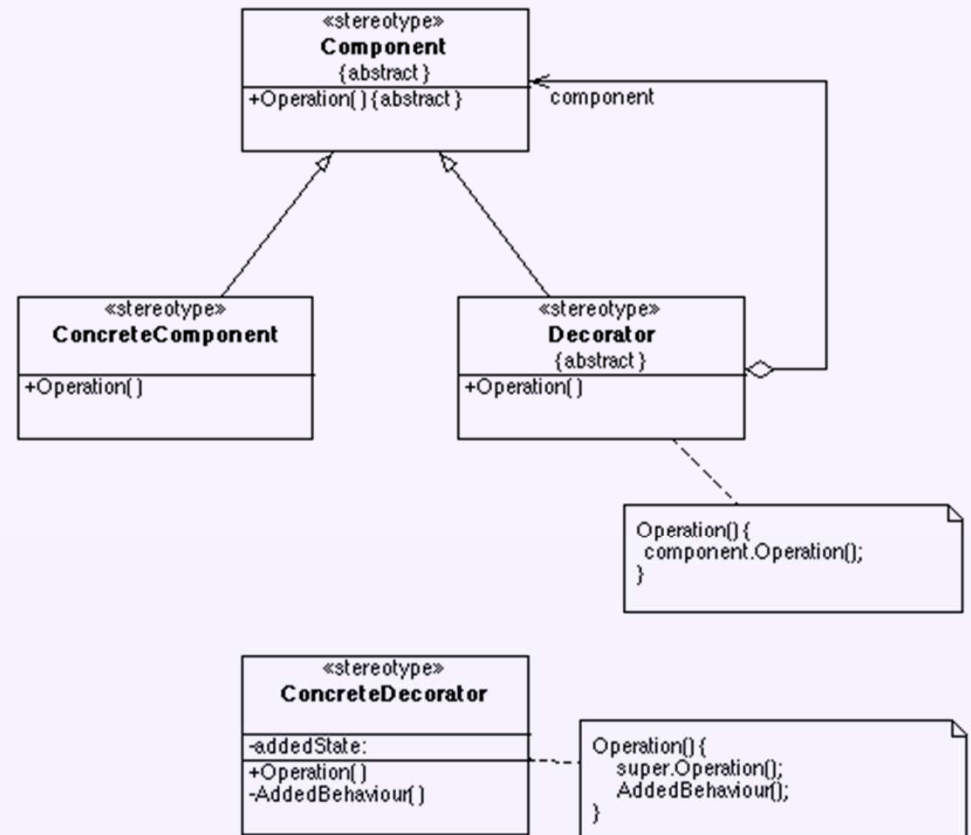 «stereotype»
Component
{abstract}
+Operation(){abstract}
component
«stereotype»
ConcreteComponent
+Operation()
«stereotype»
Decorator
{abstract}
+Operation()
Operation(){
component.Operation();
}
«stereotype»
ConcreteDecorator
-addedState:
+Operation()
-AddedBehaviour()
Operation(){
super.Operation();
AddedBehaviour();
}